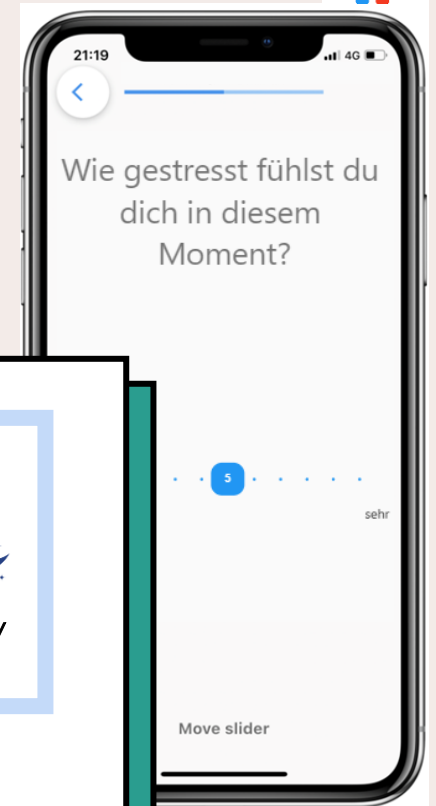 21:19
4G
Wie gestresst fühlst du
dich in diesem
Moment?
5
sehr
Move slider